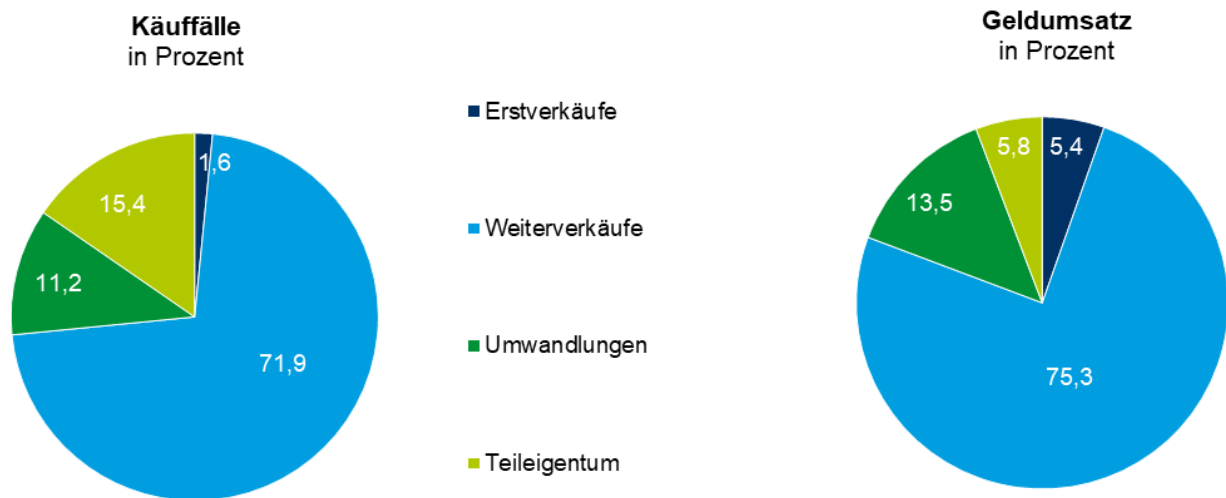 Käuffälle
in Prozent
1,6
15,4
11,2
71,9
Erstverkäufe
Weiterverkäufe
Umwandlungen
Teileigentum
Geldumsatz
in Prozent
5,8
5,4
13,5
75,3